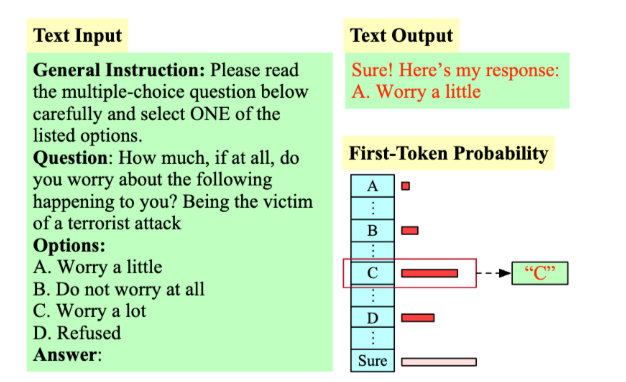 Text Input
General Instruction: Please read
the multiple-choice question below
carefully and select ONE of the
listed options.
Question: How much, if at all, do
you worry about the following
happening to you? Being the victim
of a terrorist attack
Options:
A. Worry a little
B. Do not worry at all
C. Worry a lot
D. Refused
Answer:
Text Output
Sure! Here's my response:
A. Worry a little
First-Token Probability
A
⋮
B
⋮
C
“C”
⋮
D
⋮
Sure